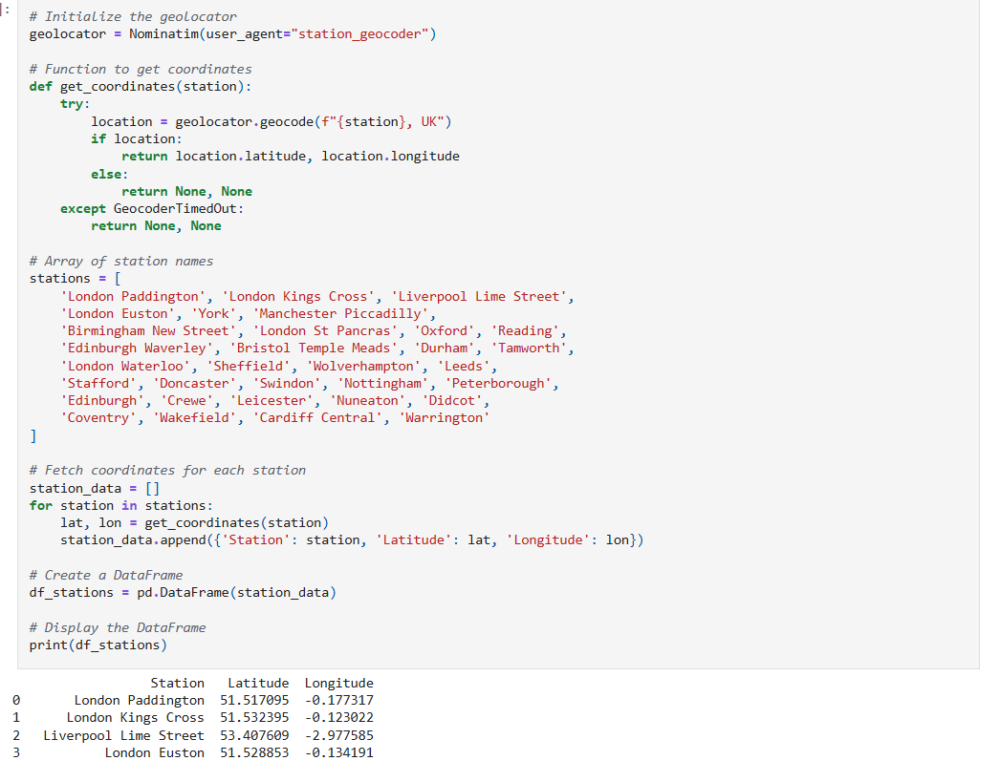 ]:
# Initialize the geolocator
geolocator = Nominatim(user_agent="station_geocoder")
# Function to get coordinates
def get_coordinates(station):
    try:
        location = geolocator.geocode(f"{station}, UK")
        if location:
            return location.latitude, location.longitude
        else:
            return None, None
    except GeocoderTimedOut:
        return None, None
# Array of station names
stations = [
    'London Paddington', 'London Kings Cross', 'Liverpool Lime Street',
    'London Euston', 'York', 'Manchester Piccadilly',
    'Birmingham New Street', 'London St Pancras', 'Oxford', 'Reading',
    'Edinburgh Waverley', 'Bristol Temple Meads', 'Durham', 'Tamworth',
    'London Waterloo', 'Sheffield', 'Wolverhampton', 'Leeds',
    'Stafford', 'Doncaster', 'Swindon', 'Nottingham', 'Peterborough',
    'Edinburgh', 'Crewe', 'Leicester', 'Nuneaton', 'Didcot',
    'Coventry', 'Wakefield', 'Cardiff Central', 'Warrington'
]
# Fetch coordinates for each station
station_data = []
for station in stations:
    lat, lon = get_coordinates(station)
    station_data.append({'Station': station, 'Latitude': lat, 'Longitude': lon})
# Create a DataFrame
df_stations = pd.DataFrame(station_data)
# Display the DataFrame
print(df_stations)
Station Latitude Longitude
0 London Paddington 51.517095 -0.177317
1 London Kings Cross 51.532395 -0.123022
2 Liverpool Lime Street 53.407609 -2.977585
3 London Euston 51.528853 -0.134191